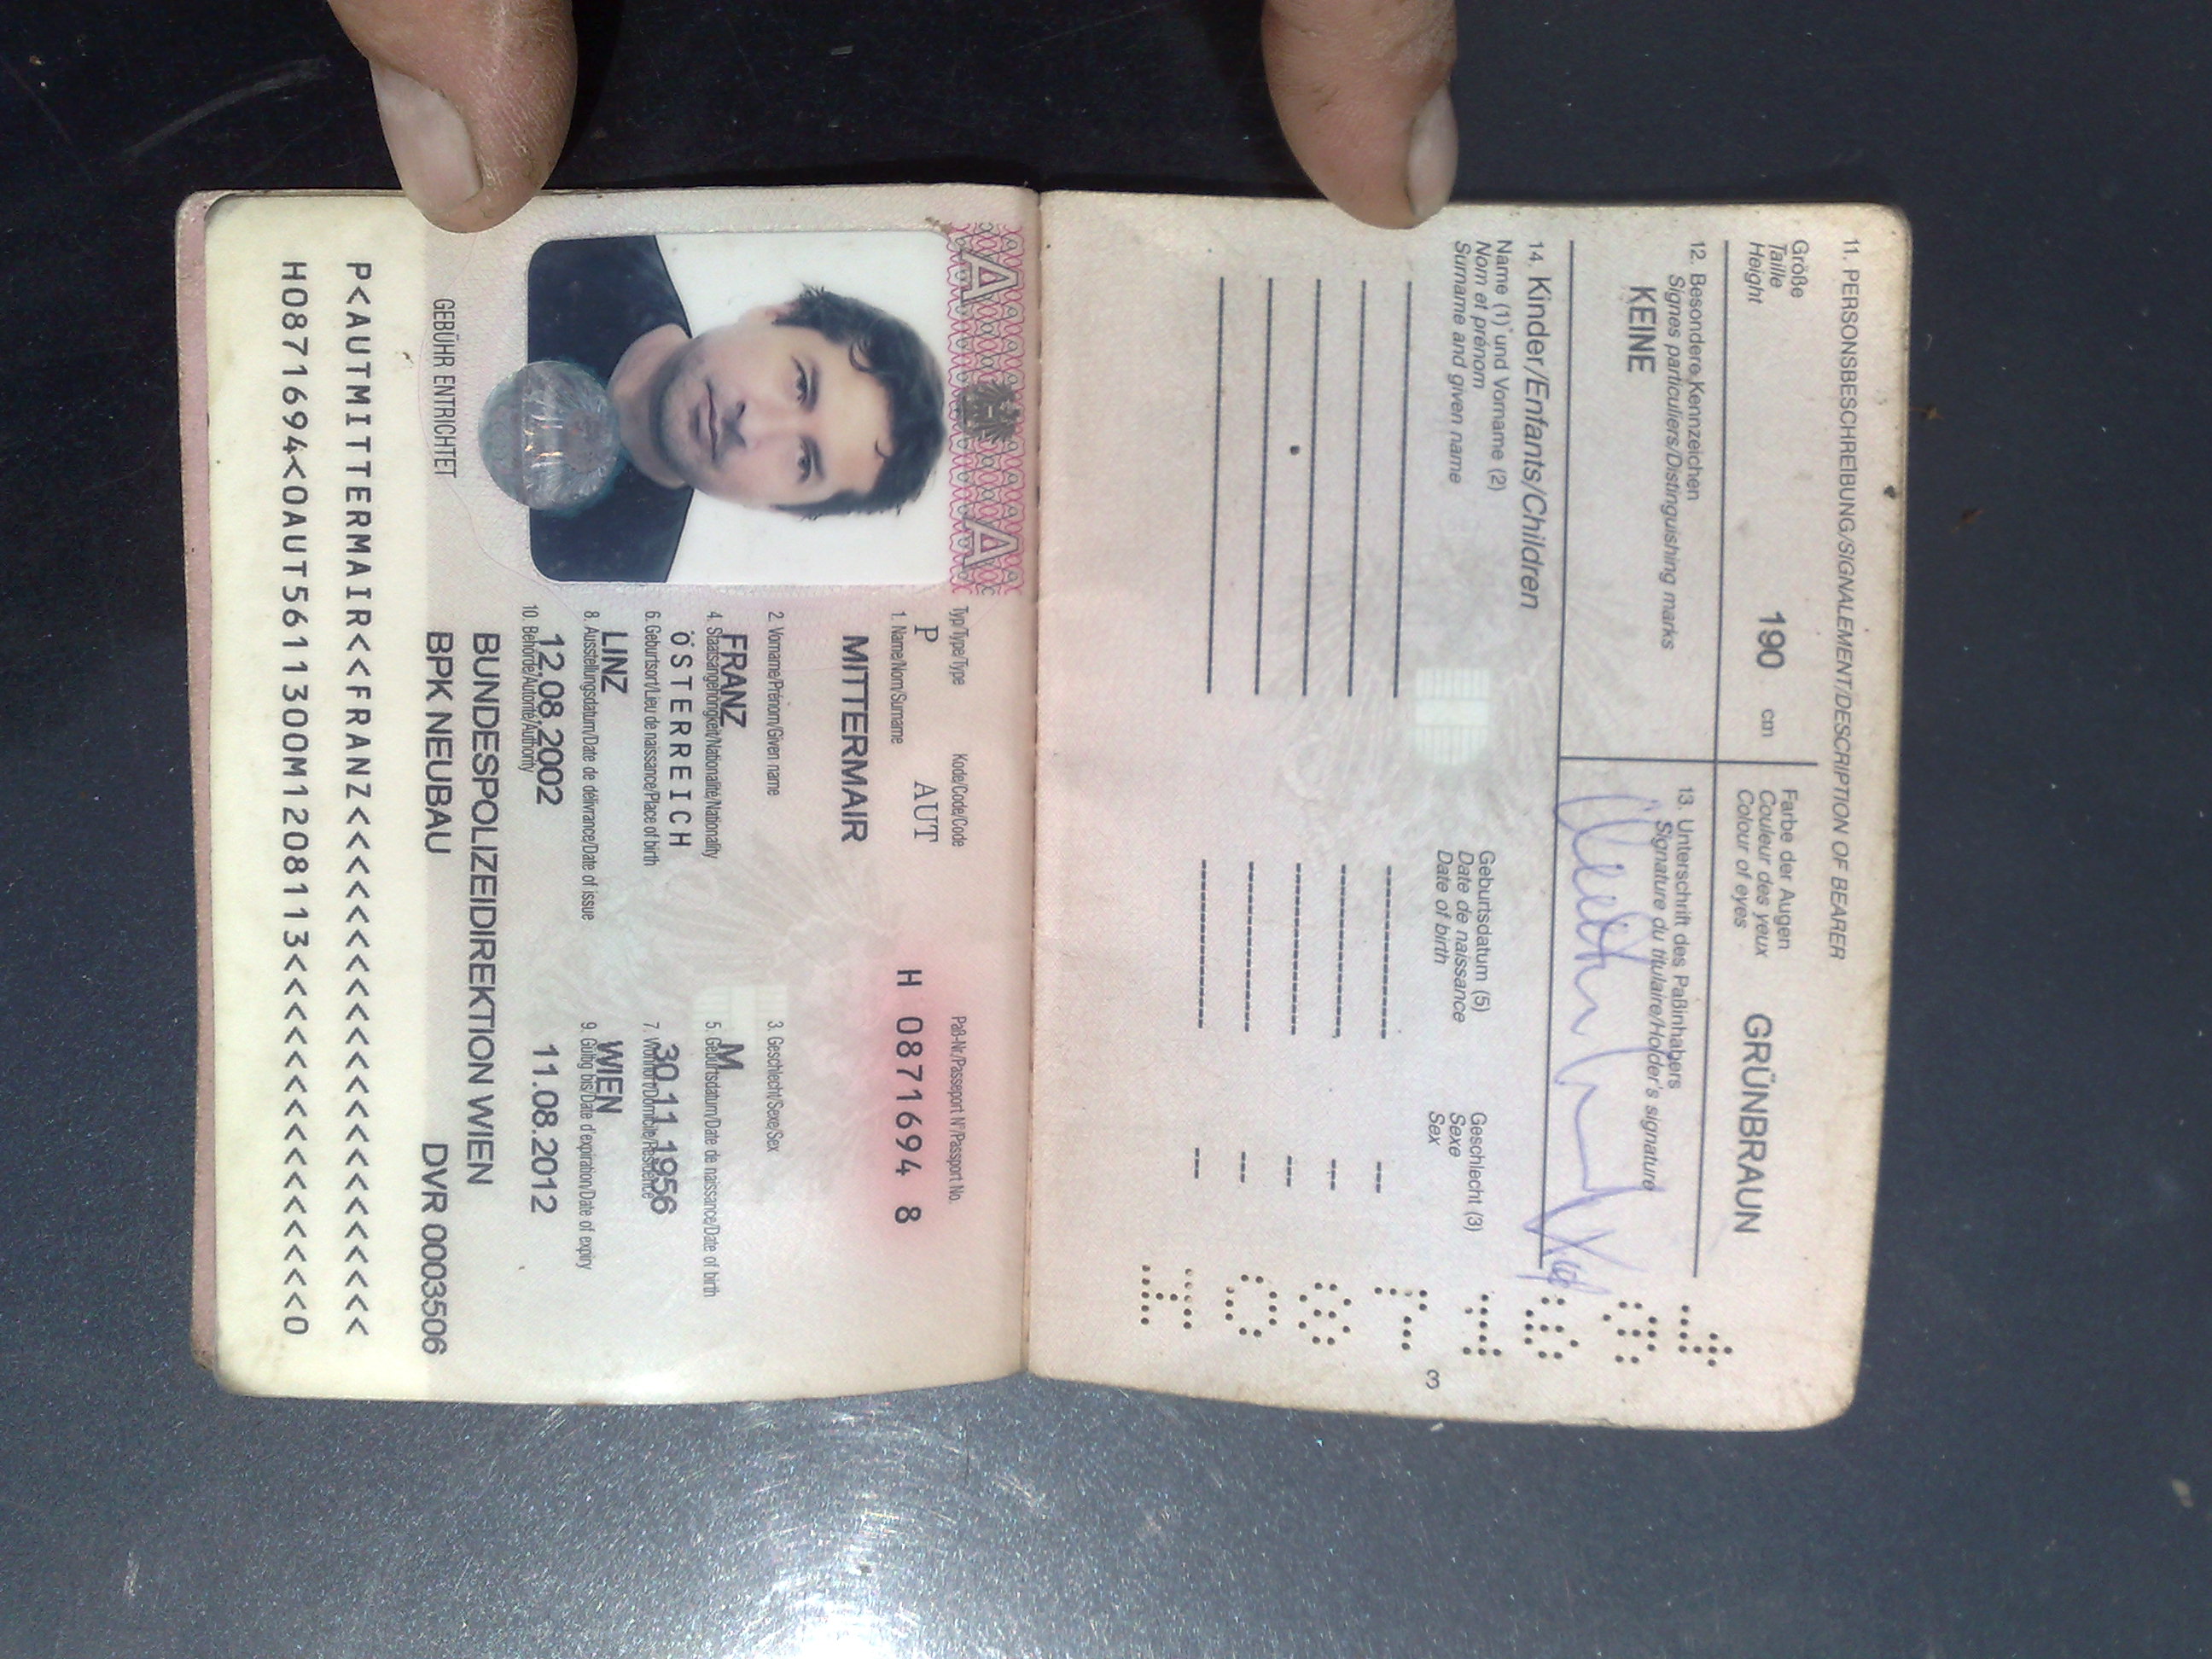 11. PERSONSBESCHREIBUNG/SIGNALEMENT/DESCRIPTION OF BEARER
Größe
Taille
Height
190 cm
Farbe der Augen
Couleur des yeux
Colour of eyes
GRÜNBRAUN
12. Besondere Kennzeichen
Signes particuliers/Distinguishing marks
KEINE
13. Unterschrift des Paßinhabers
Signature du titulaire/Holder's signature
14. Kinder/Enfants/Children
Name (1) und Vorname (2)
Nom et prénom
Surname and given name
Geburtsdatum (5)
Date de naissance
Date of birth
Geschlecht (3)
Sexe
Sex
H0871694
3
A A
Typ/Type/Type
P
Kode/Code/Code
AUT
Paß-Nr./Passeport N°/Passport No.
H 0871694 8
1. Name/Nom/Surname
MITTERMAIR
2. Vorname/Prénom/Given name
FRANZ
3. Geschlecht/Sexe/Sex
M
4. Staatsangehörigkeit/Nationalité/Nationality
ÖSTERREICH
5. Geburtsdatum/Date de naissance/Date of birth
30.11.1956
6. Geburtsort/Lieu de naissance/Place of birth
LINZ
7. Wohnort/Domicile/Residence
WIEN
8. Ausstellungsdatum/Date de délivrance/Date of issue
12.08.2002
9. Gültig bis/Date d'expiration/Date of expiry
11.08.2012
10. Behörde/Autorité/Authority
BUNDESPOLIZEIDIREKTION WIEN
BPK NEUBAU
DVR 0003506
GEBÜHR ENTRICHTET
P<AUTMITTERMAIR<<FRANZ<<<<<<<<<<<<<<<<<<<<<<
H0871694<0AUT5611300M1208113<<<<<<<<<<<<<<<0